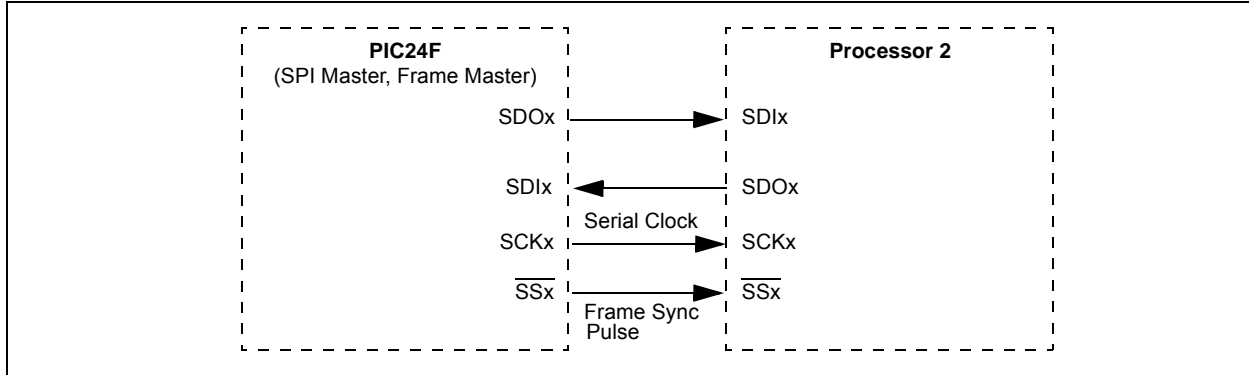 PIC24F
(SPI Master, Frame Master)
Processor 2
SDOx
SDIx
SDIx
SDOx
Serial Clock
SCKx
SCKx
SSx
SSx
Frame Sync
Pulse